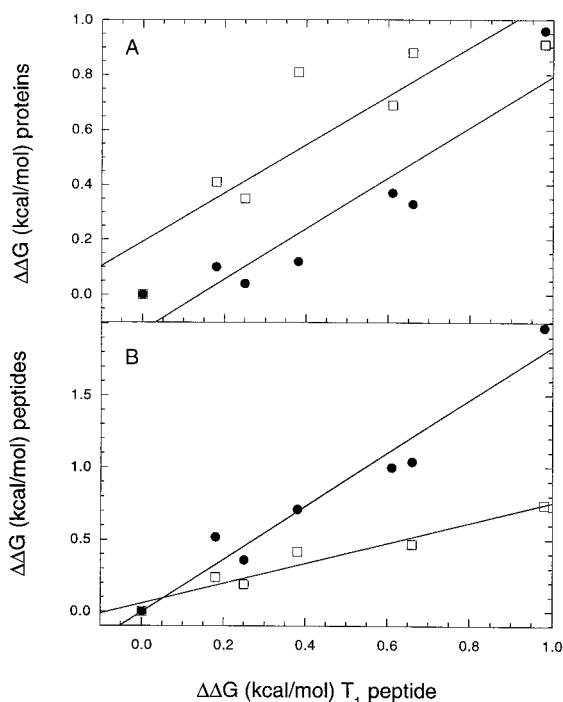 1.0
A
0.8
0.6
0.4
0.2
0.0
ΔΔG (kcal/mol) proteins
B
1.5
1.0
0.5
0.0
ΔΔG (kcal/mol) peptides
0.0 0.2 0.4 0.6 0.8 1.0
ΔΔG (kcal/mol) T₁ peptide